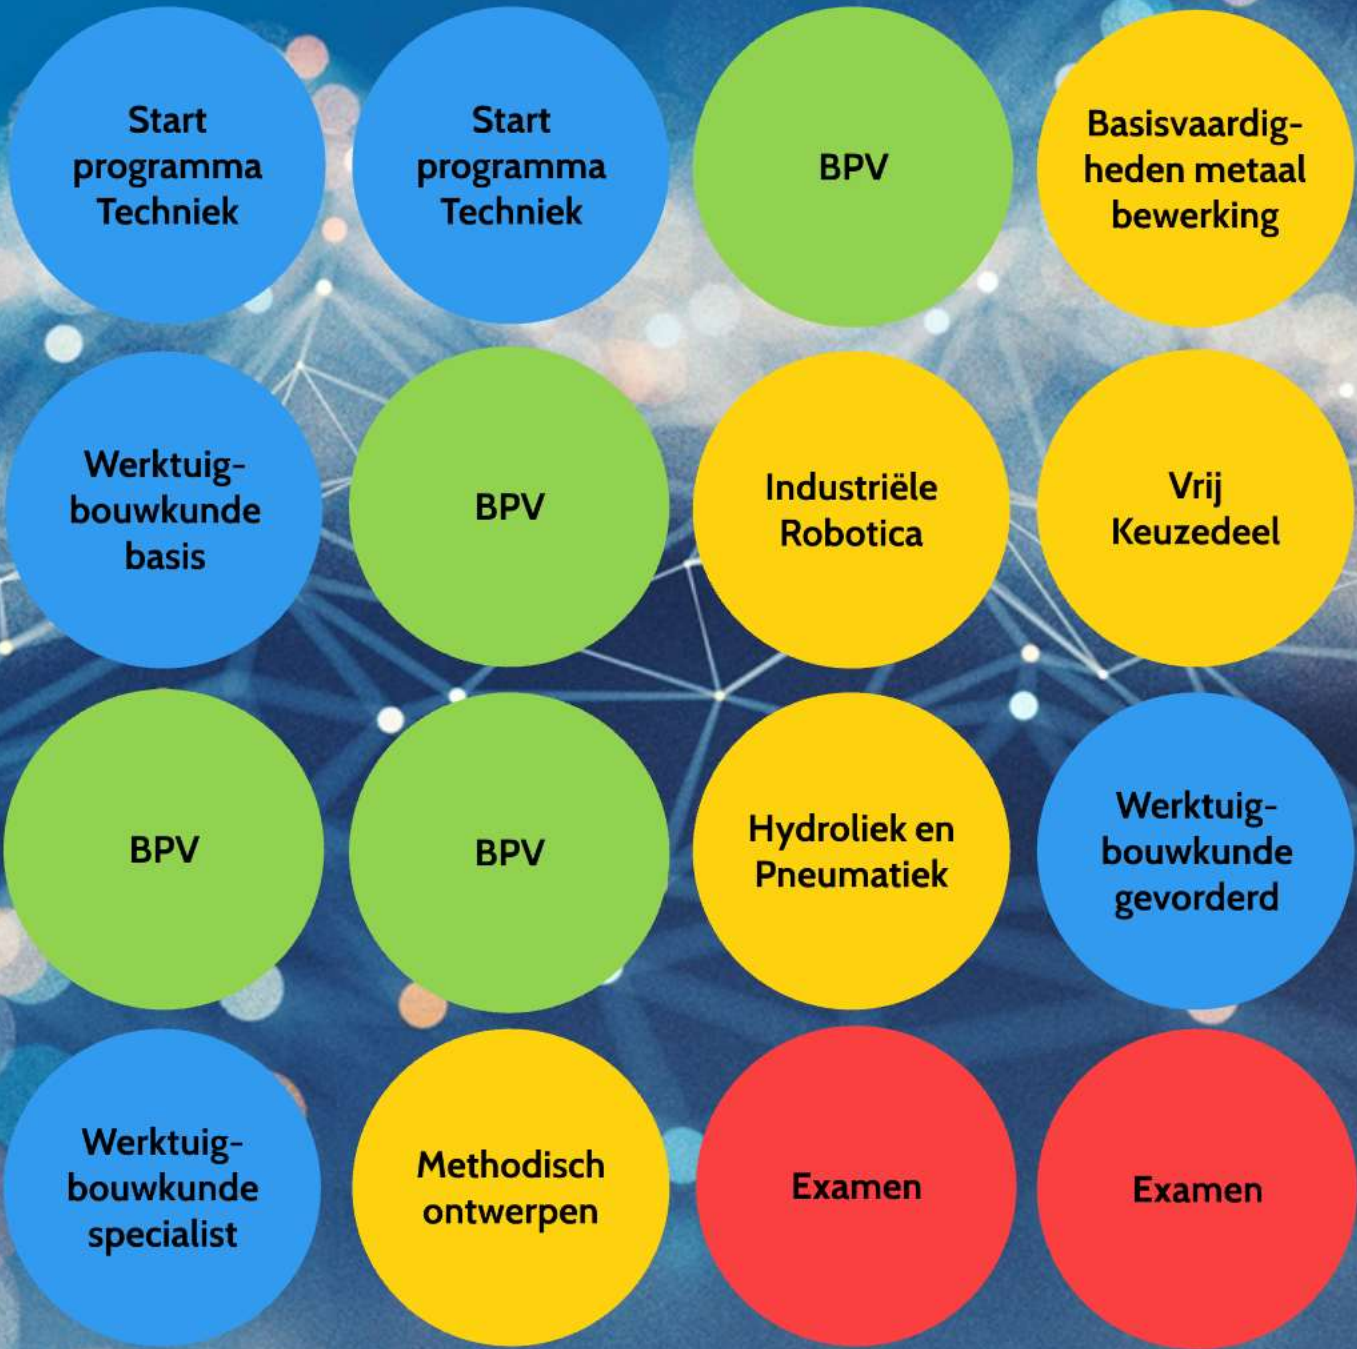 Start
programma
Techniek
Start
programma
Techniek
BPV
Basisvaardig-
heden metaal
bewerking
Werktuig-
bouwkunde
basis
BPV
Industriële
Robotica
Vrij
Keuzedeel
BPV
BPV
Hydroliek en
Pneumatiek
Werktuig-
bouwkunde
gevorderd
Werktuig-
bouwkunde
specialist
Methodisch
ontwerpen
Examen
Examen